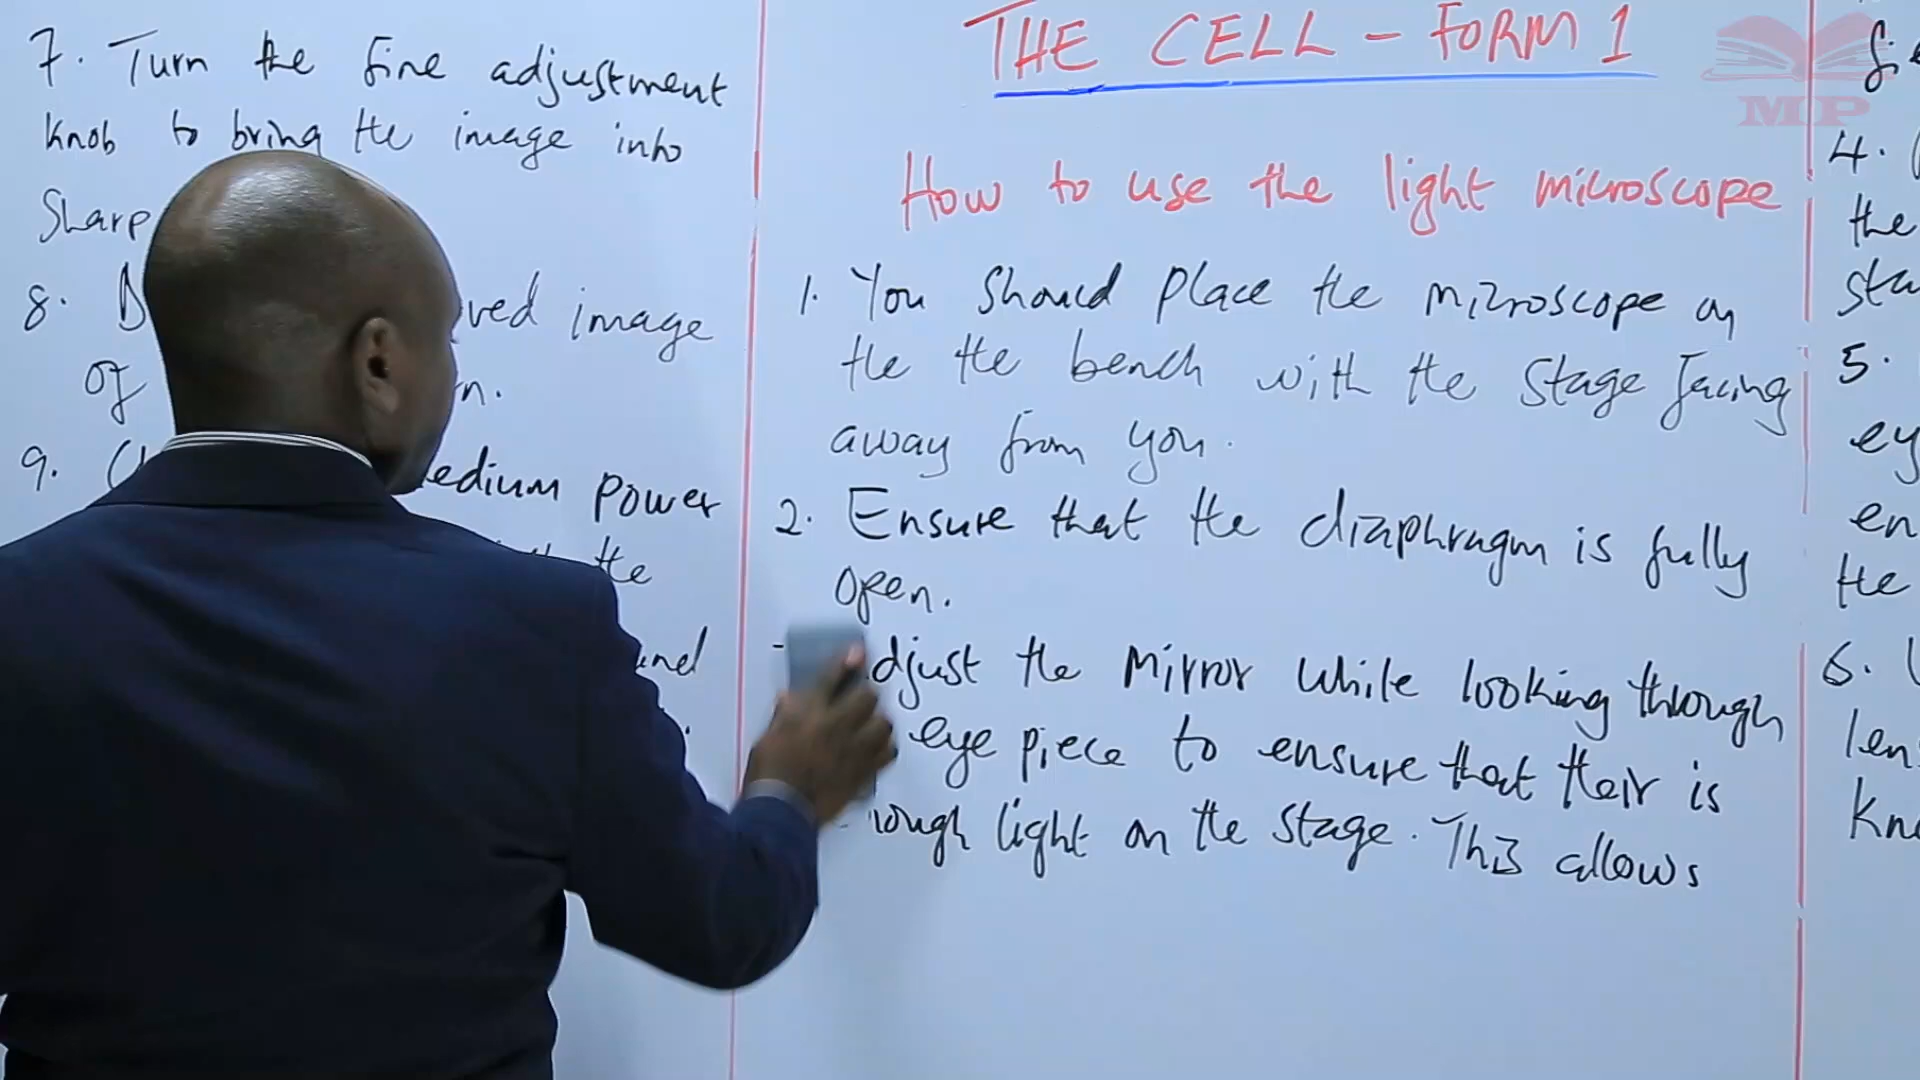 7. Turn the fine adjustment
knob to bring the image into
Sharp
8. ved image
of n.
9. edium power
the
und
THE CELL - FORM 1
How to use the light microscope
1. You should place the microscope on
the the bench with the stage facing
away from you.
2. Ensure that the diaphragm is fully
open.
djust the mirror while looking through
eye piece to ensure that their is
ough light on the stage. This allows
4.
the
sta
5.
ey
en
the
6.
len
kno
MP